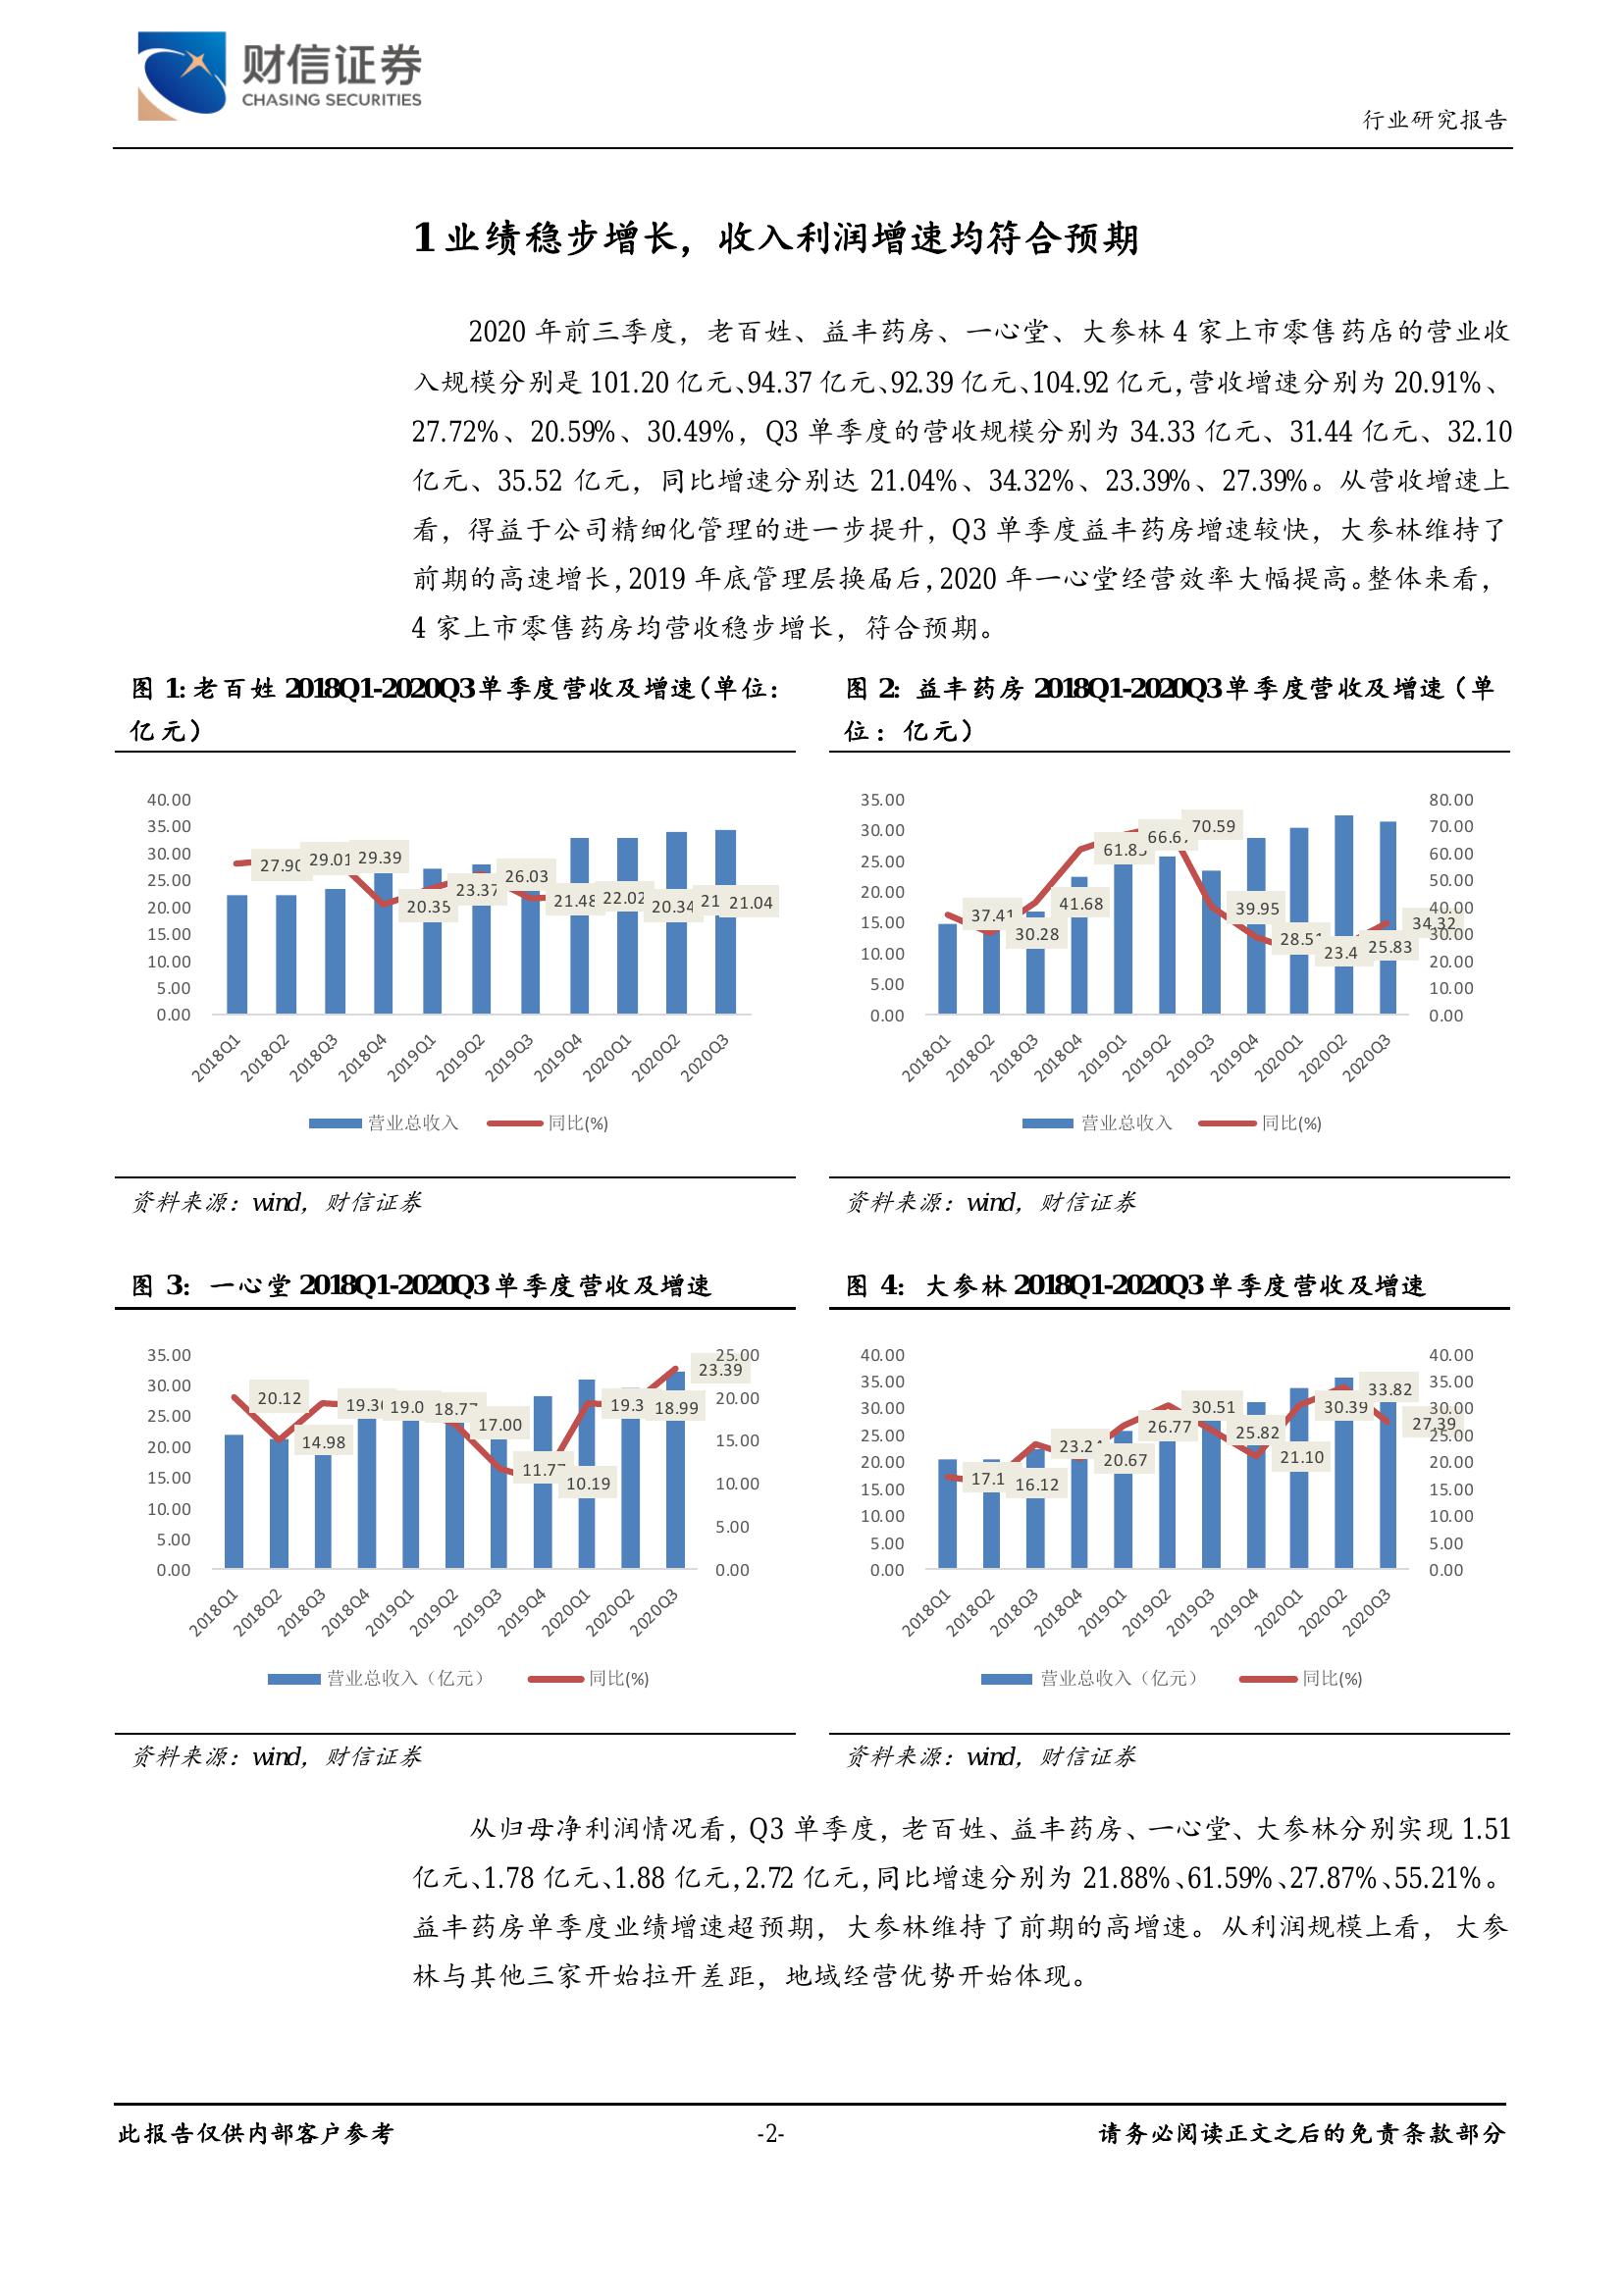 财信证券
CHASING SECURITIES
行业研究报告
1 业绩稳步增长，收入利润增速均符合预期
2020 年前三季度，老百姓、益丰药房、一心堂、大参林 4 家上市零售药店的营业收
入规模分别是 101.20 亿元、94.37 亿元、92.39 亿元、104.92 亿元，营收增速分别为 20.91%、
27.72%、20.59%、30.49%，Q3 单季度的营收规模分别为 34.33 亿元、31.44 亿元、32.10
亿元、35.52 亿元，同比增速分别达 21.04%、34.32%、23.39%、27.39%。从营收增速上
看，得益于公司精细化管理的进一步提升，Q3 单季度益丰药房增速较快，大参林维持了
前期的高速增长，2019 年底管理层换届后，2020 年一心堂经营效率大幅提高。整体来看，
4 家上市零售药房均营收稳步增长，符合预期。
图 1: 老百姓 2018Q1-2020Q3 单季度营收及增速（单位：
亿元）
40.00
35.00
30.00
25.00
20.00
15.00
10.00
5.00
0.00
27.90
29.01
29.39
20.35
23.37
26.03
21.48
22.02
20.34
21
21.04
2018Q1
2018Q2
2018Q3
2018Q4
2019Q1
2019Q2
2019Q3
2019Q4
2020Q1
2020Q2
2020Q3
营业总收入
同比(%)
资料来源：wind，财信证券
图 2: 益丰药房 2018Q1-2020Q3 单季度营收及增速（单
位：亿元）
35.00
30.00
25.00
20.00
15.00
10.00
5.00
0.00
37.41
30.28
41.68
61.83
66.67
70.59
39.95
28.51
23.4
25.83
34.32
80.00
70.00
60.00
50.00
40.00
30.00
20.00
10.00
0.00
2018Q1
2018Q2
2018Q3
2018Q4
2019Q1
2019Q2
2019Q3
2019Q4
2020Q1
2020Q2
2020Q3
营业总收入
同比(%)
资料来源：wind，财信证券
图 3: 一心堂 2018Q1-2020Q3 单季度营收及增速
35.00
30.00
25.00
20.00
15.00
10.00
5.00
0.00
20.12
14.98
19.36
19.0
18.77
17.00
11.77
10.19
19.3
18.99
23.39
25.00
20.00
15.00
10.00
5.00
0.00
2018Q1
2018Q2
2018Q3
2018Q4
2019Q1
2019Q2
2019Q3
2019Q4
2020Q1
2020Q2
2020Q3
营业总收入（亿元）
同比(%)
资料来源：wind，财信证券
图 4: 大参林 2018Q1-2020Q3 单季度营收及增速
40.00
35.00
30.00
25.00
20.00
15.00
10.00
5.00
0.00
17.1
16.12
23.24
20.67
26.77
30.51
25.82
21.10
30.39
33.82
27.39
40.00
35.00
30.00
25.00
20.00
15.00
10.00
5.00
0.00
2018Q1
2018Q2
2018Q3
2018Q4
2019Q1
2019Q2
2019Q3
2019Q4
2020Q1
2020Q2
2020Q3
营业总收入（亿元）
同比(%)
资料来源：wind，财信证券
从归母净利润情况看，Q3 单季度，老百姓、益丰药房、一心堂、大参林分别实现 1.51
亿元、1.78 亿元、1.88 亿元，2.72 亿元，同比增速分别为 21.88%、61.59%、27.87%、55.21%。
益丰药房单季度业绩增速超预期，大参林维持了前期的高增速。从利润规模上看，大参
林与其他三家开始拉开差距，地域经营优势开始体现。
此报告仅供内部客户参考
-2-
请务必阅读正文之后的免责条款部分